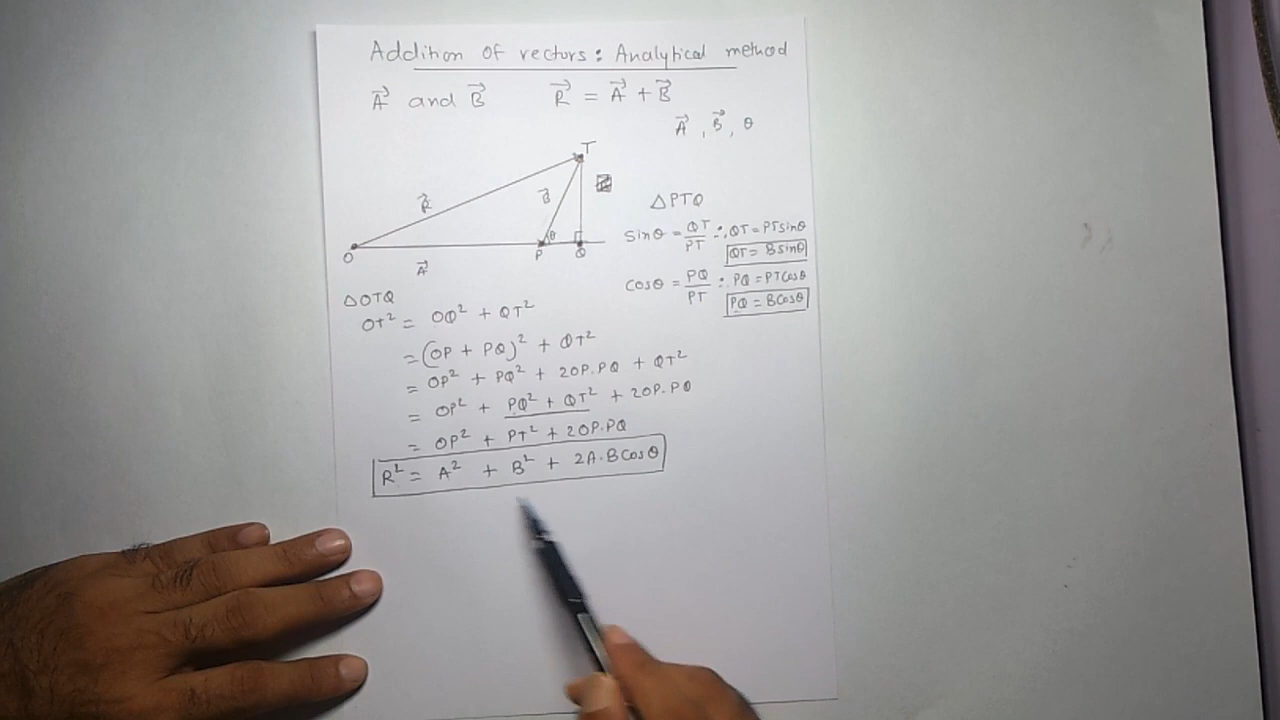 Addition of vectors: Analytical method
A⃗ and B⃗ R⃗ = A⃗ + B⃗
A⃗, B⃗, θ
T
R⃗
B⃗
θ
O
A⃗
P
Q
△PTQ
sinθ = QT/PT ∴ QT = PTsinθ
QT = Bsinθ
cosθ = PQ/PT ∴ PQ = PTcosθ
PQ = Bcosθ
△OTQ
OT² = OQ² + QT²
= (OP + PQ)² + QT²
= OP² + PQ² + 2OP.PQ + QT²
= OP² + PQ² + QT² + 2OP.PQ
= OP² + PT² + 2OP.PQ
R² = A² + B² + 2A.Bcosθ